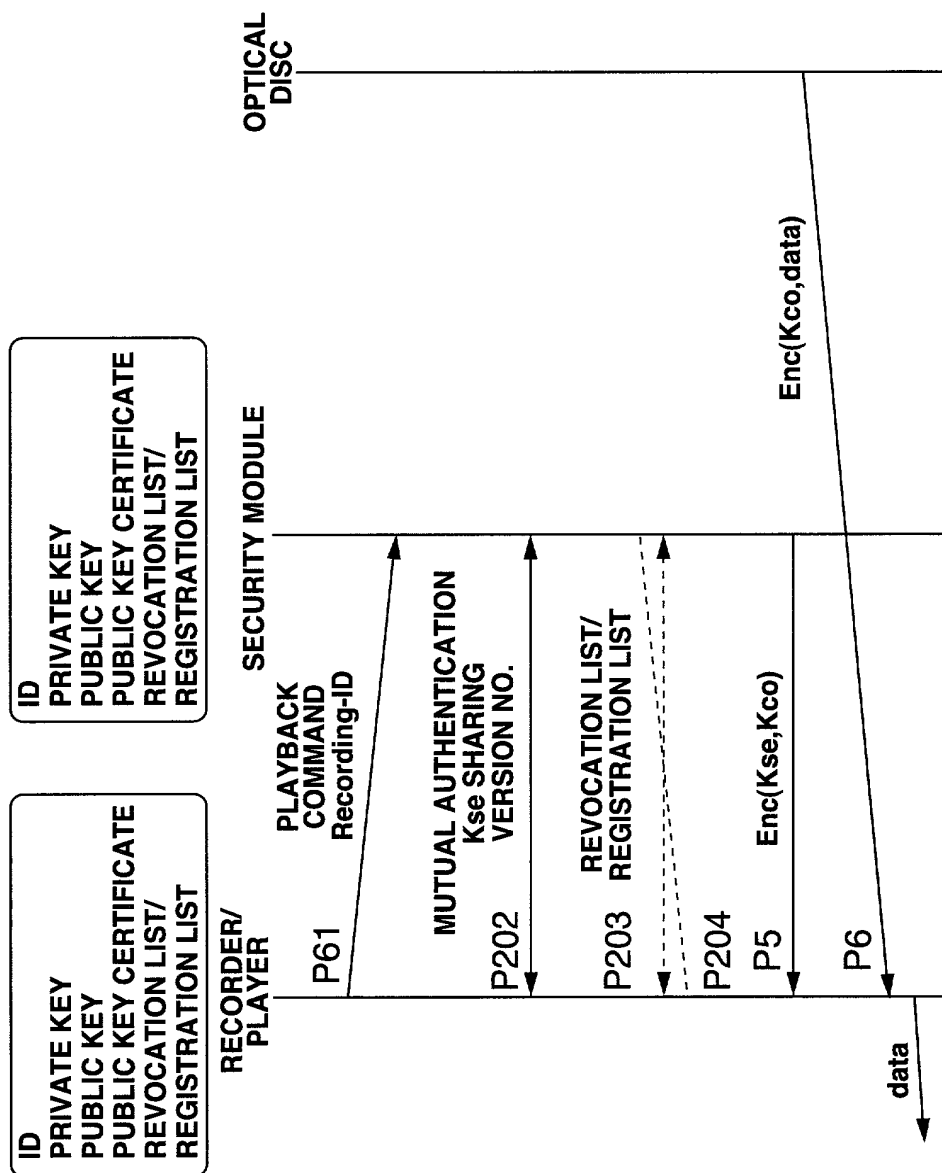 ID
PRIVATE KEY
PUBLIC KEY
PUBLIC KEY CERTIFICATE
REVOCATION LIST/
REGISTRATION LIST
ID
PRIVATE KEY
PUBLIC KEY
PUBLIC KEY CERTIFICATE
REVOCATION LIST/
REGISTRATION LIST
RECORDER/
PLAYER
SECURITY MODULE
OPTICAL
DISC
P61
PLAYBACK
COMMAND
Recording-ID
P202
MUTUAL AUTHENTICATION
Kse SHARING
VERSION NO.
P203
REVOCATION LIST/
REGISTRATION LIST
P204
P5
Enc(Kse,Kco)
P6
Enc(Kco,data)
data